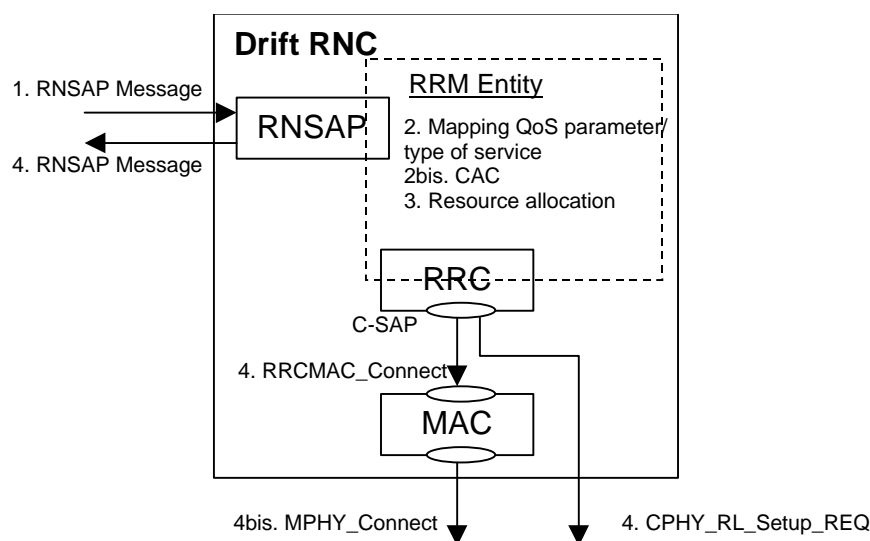 Drift RNC
1. RNSAP Message
4. RNSAP Message
RNSAP
RRM Entity
2. Mapping QoS parameter/
type of service
2bis. CAC
3. Resource allocation
RRC
C-SAP
4. RRCMAC_Connect
MAC
4bis. MPHY_Connect
4. CPHY_RL_Setup_REQ